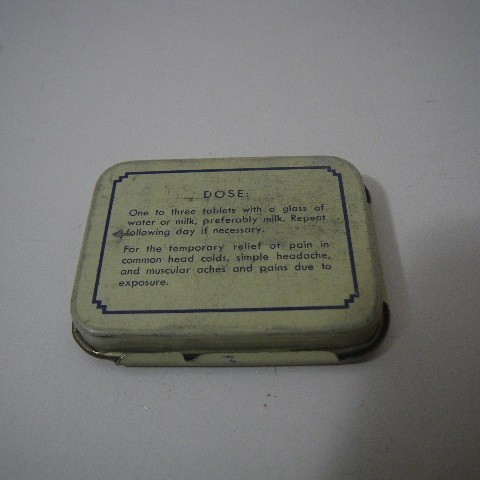 DOSE:
One to three tablets with a glass of
water or milk, preferably milk. Repeat
following day if necessary.
For the temporary relief of pain in
common head colds, simple headache,
and muscular aches and pains due to
exposure.